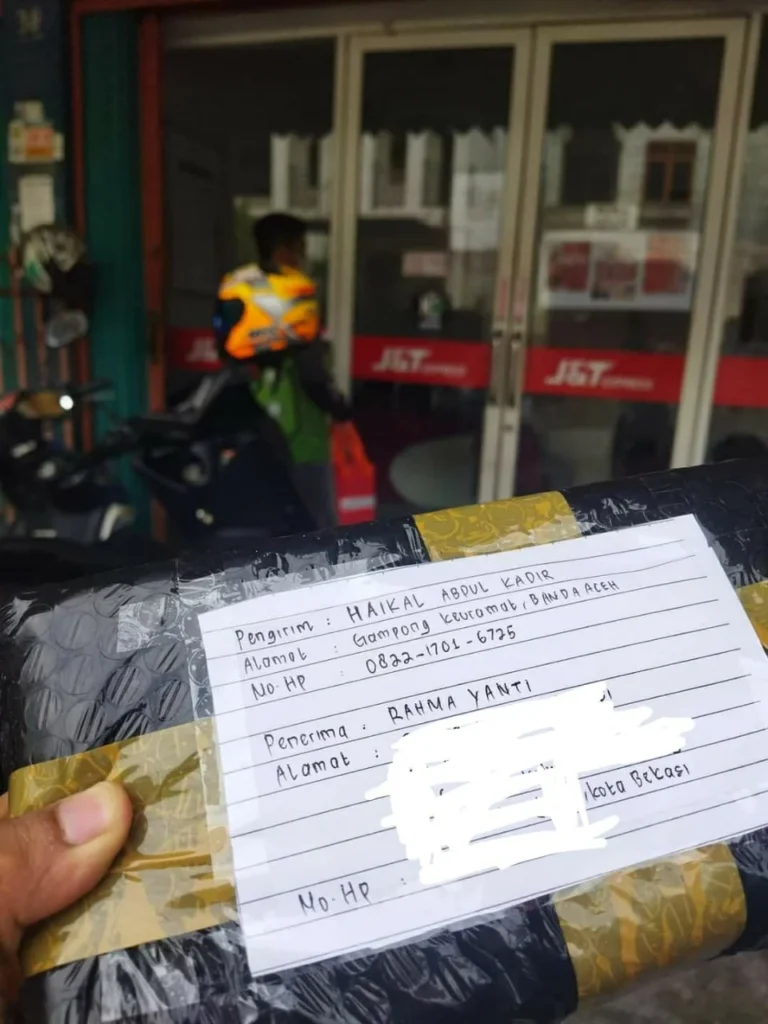 J&T EXPRESS
J&T EXPRESS
Pengirim : HAIKAL ABDUL KADIR
Alamat : Gampong Keuramat, BANDA ACEH
No.HP : 0822-1701-6725
Penerima : RAHMA YANTI
Alamat :
kota Bekasi
No.HP :